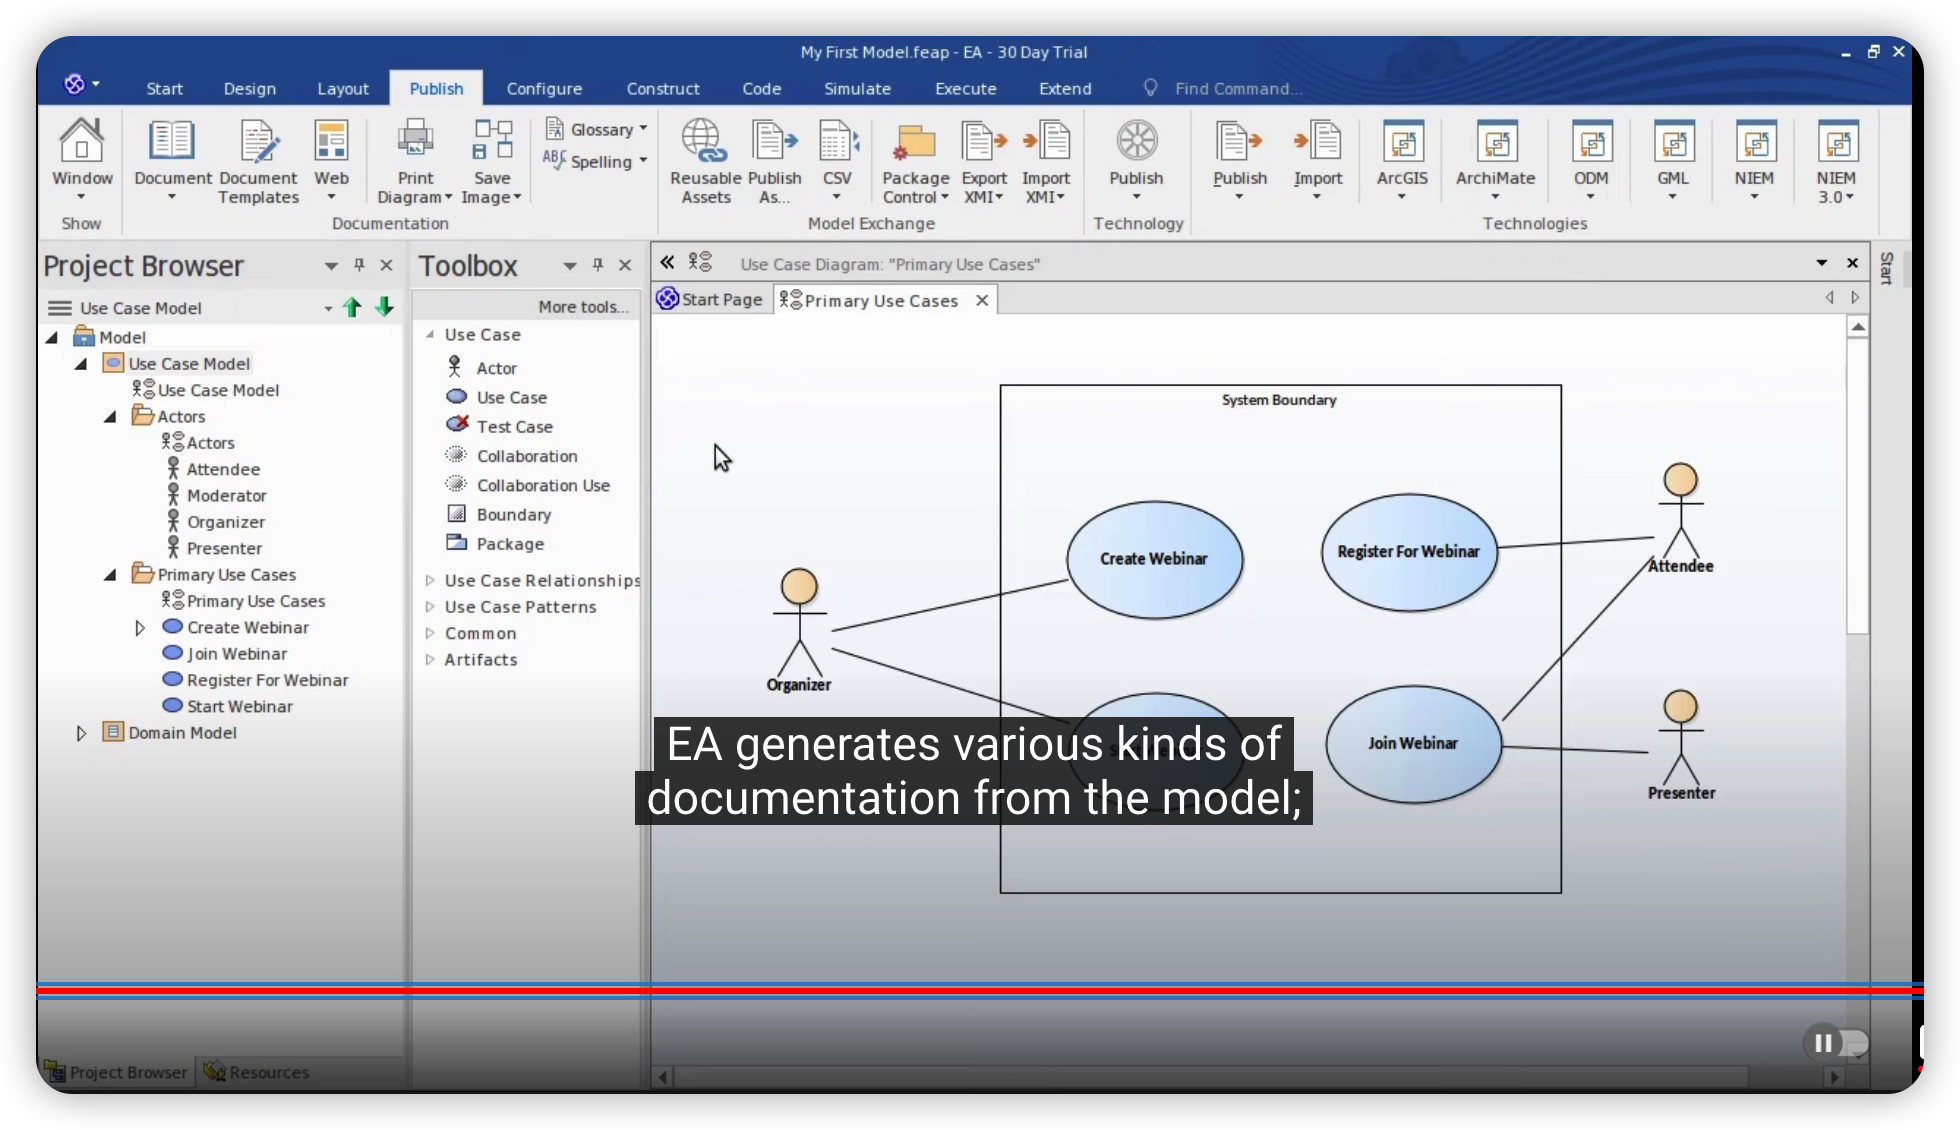 My First Model.feap - EA - 30 Day Trial
Start Design Layout Publish Configure Construct Code Simulate Execute Extend Find Command...
Window
Show
Document
Document Templates
Web
Print Diagram
Save Image
Glossary
ABC Spelling
Documentation
Reusable Assets
Publish As...
CSV
Package Control
Export XMI
Import XMI
Model Exchange
Publish
Technology
Publish
Import
ArcGIS
ArchiMate
ODM
GML
NIEM
NIEM 3.0
Technologies
Project Browser
Use Case Model
Model
Use Case Model
Use Case Model
Actors
Actors
Attendee
Moderator
Organizer
Presenter
Primary Use Cases
Primary Use Cases
Create Webinar
Join Webinar
Register For Webinar
Start Webinar
Domain Model
Project Browser Resources
Toolbox
More tools...
Use Case
Actor
Use Case
Test Case
Collaboration
Collaboration Use
Boundary
Package
Use Case Relationships
Use Case Patterns
Common
Artifacts
Use Case Diagram: "Primary Use Cases"
Start Page Primary Use Cases
Start
System Boundary
Create Webinar
Register For Webinar
Attendee
Organizer
Join Webinar
Presenter
EA generates various kinds of
documentation from the model;